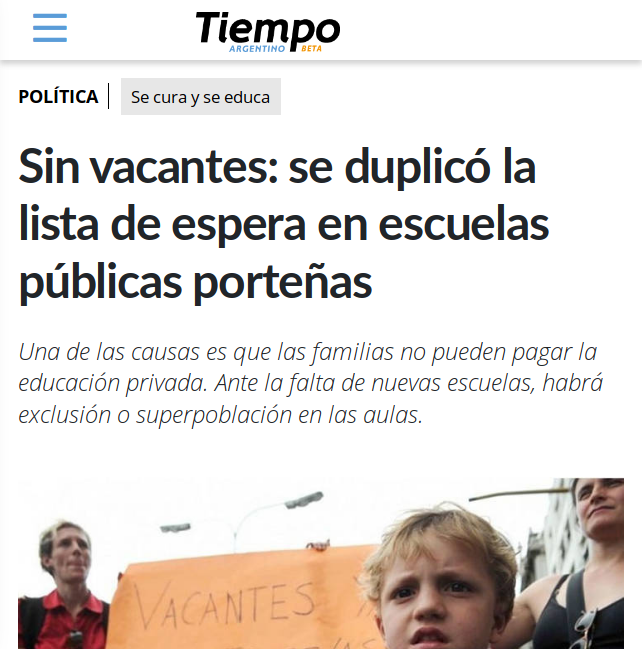 Tiempo
ARGENTINO BETA
POLÍTICA
Se cura y se educa
Sin vacantes: se duplicó la
lista de espera en escuelas
públicas porteñas
Una de las causas es que las familias no pueden pagar la
educación privada. Ante la falta de nuevas escuelas, habrá
exclusión o superpoblación en las aulas.
VACANTES